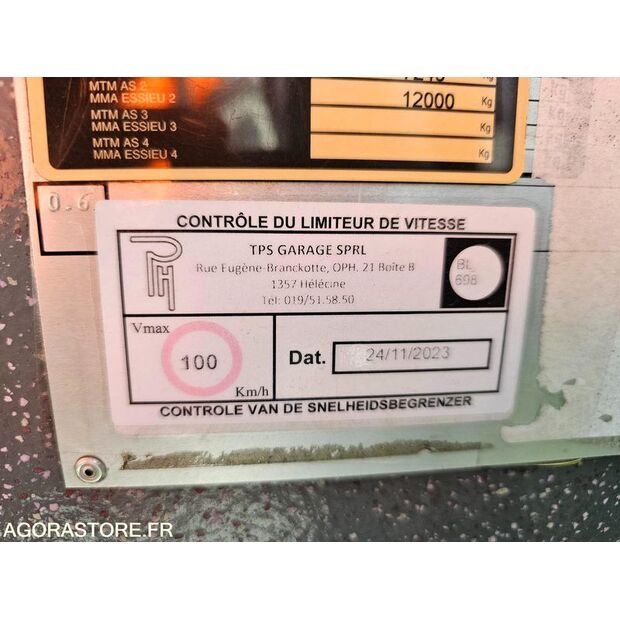 MTM AS 2
MMA ESSIEU 2
12000 Kg
MTM AS 3
MMA ESSIEU 3
Kg
MTM AS 4
MMA ESSIEU 4
Kg
0.6
CONTRÔLE DU LIMITEUR DE VITESSE
TPS GARAGE SPRL
Rue Eugène-Branckotte, OPH. 21 Boîte B
1357 Hélécine
Tél: 019/51.58.50
BL
698
Vmax
100
Km/h
Dat. 24/11/2023
CONTROLE VAN DE SNELHEIDSBEGRENZER
AGORASTORE.FR